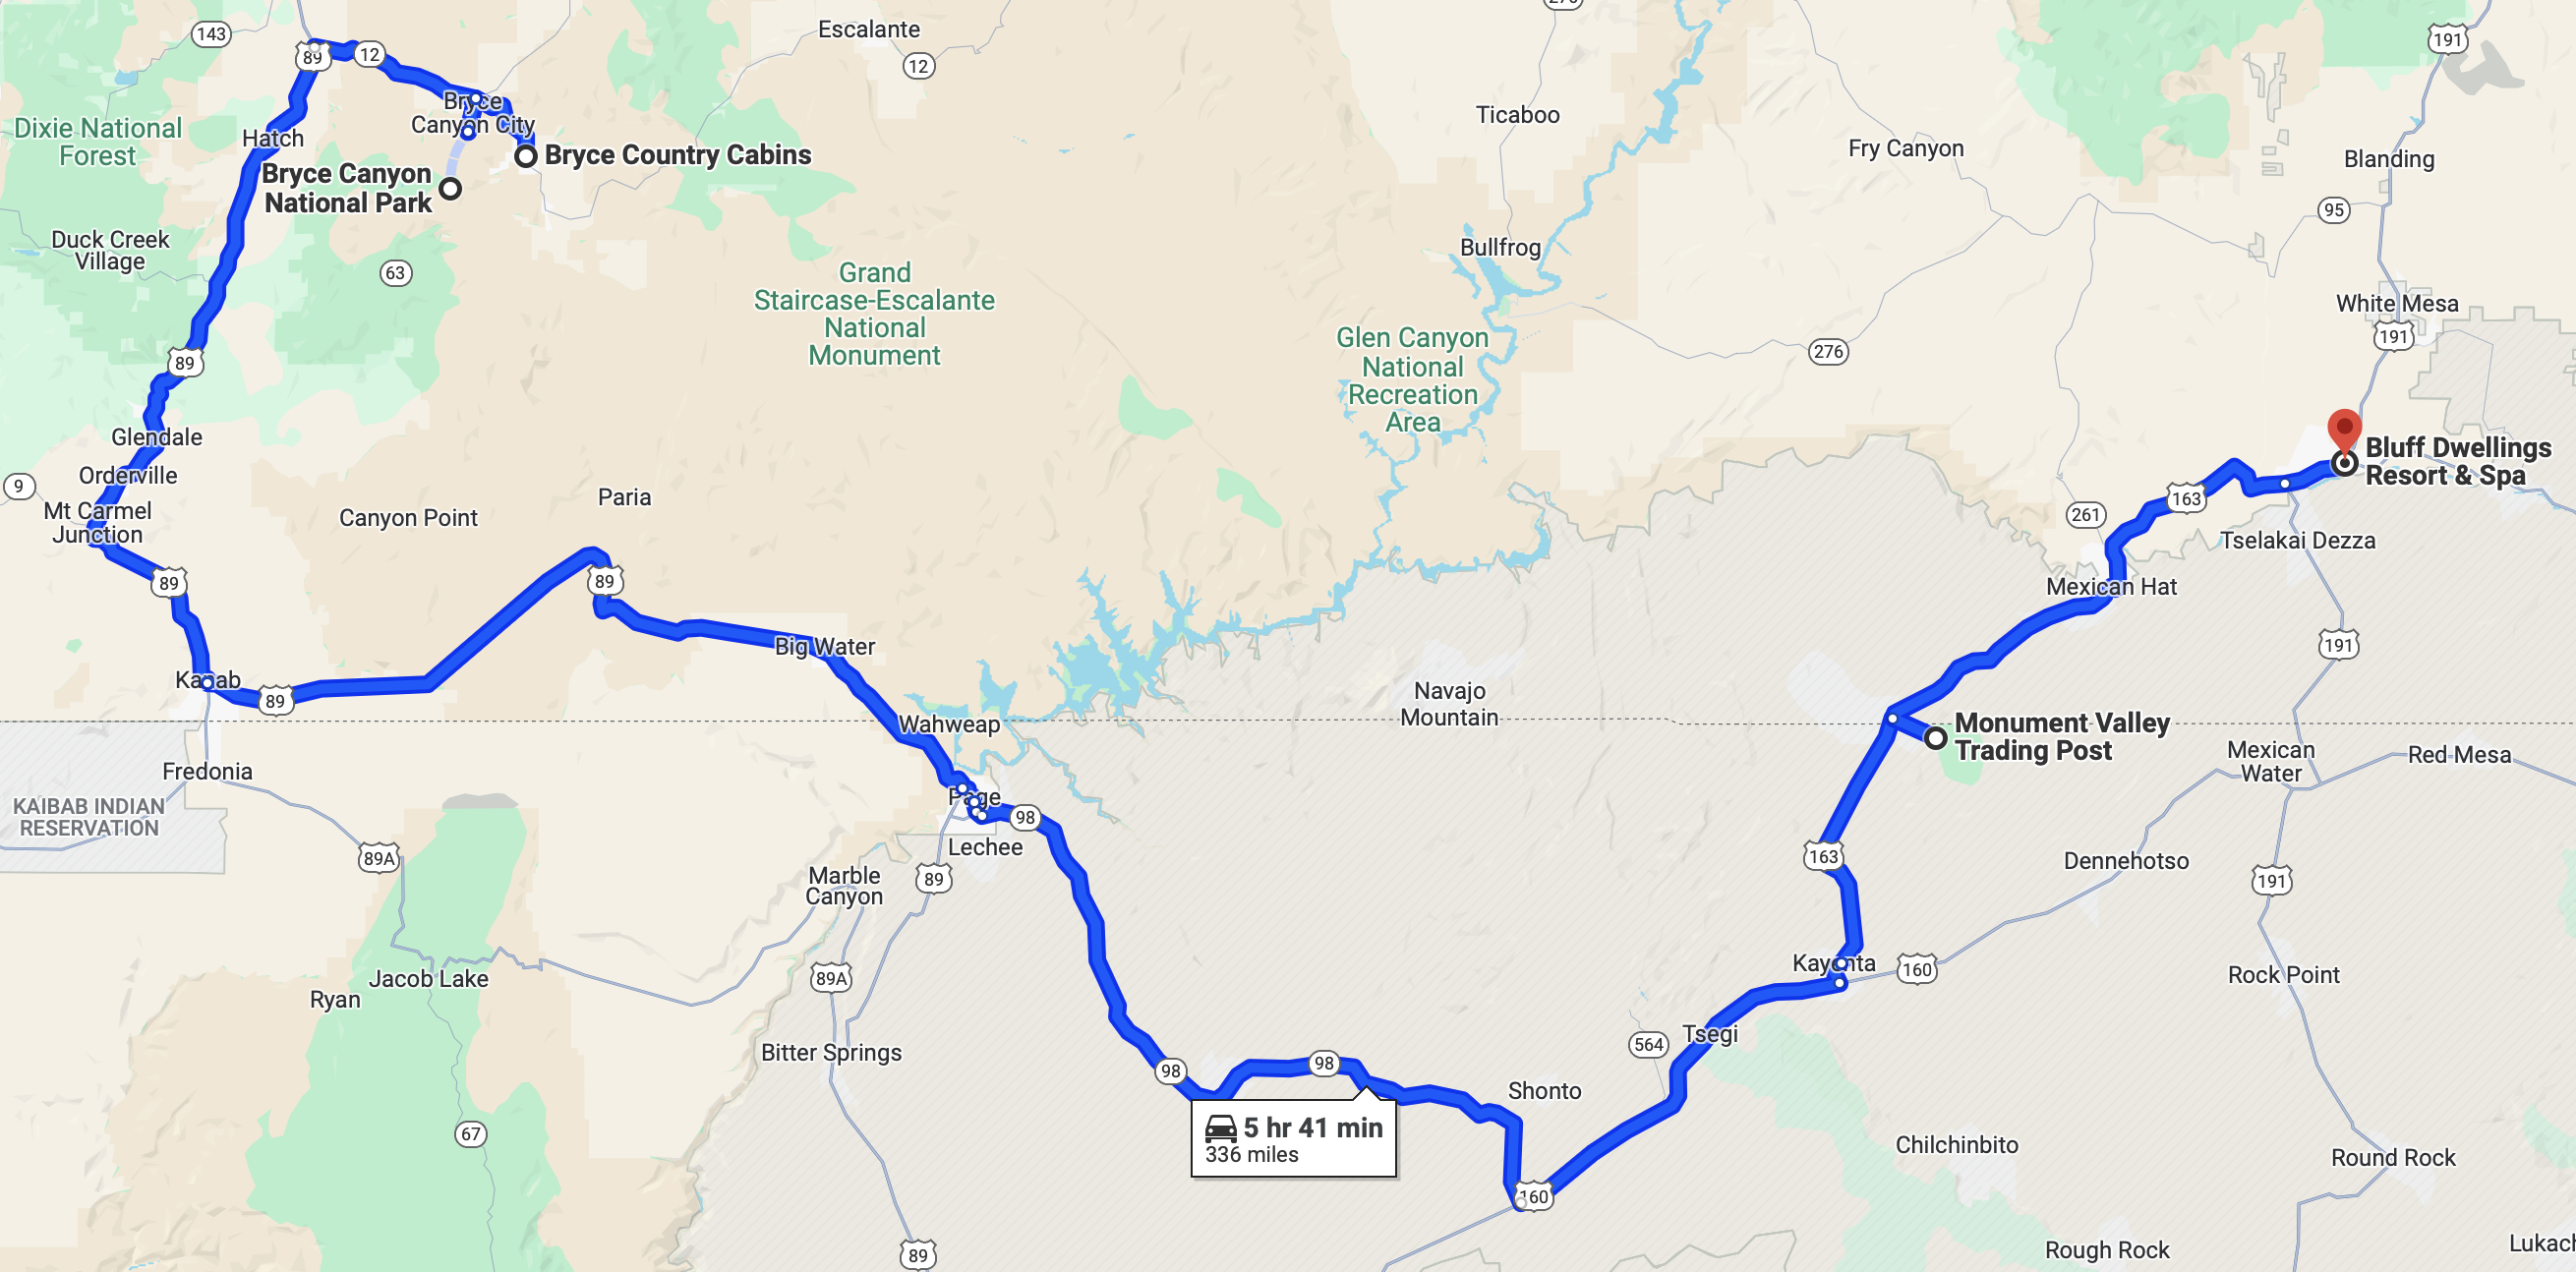 276
143
Escalante
191
89
12
12
Bryce
Canyon City
Ticaboo
Dixie National
Forest
Hatch
Bryce Country Cabins
Fry Canyon
Blanding
Bryce Canyon
National Park
95
Duck Creek
Village
63
Bullfrog
Grand
Staircase-Escalante
National
Monument
White Mesa
191
Glen Canyon
National
Recreation
Area
276
89
Glendale
Orderville
9
Mt Carmel
Junction
Canyon Point
Paria
Bluff Dwellings
Resort & Spa
163
261
Tselakai Dezza
89
89
Mexican Hat
Big Water
191
Kanab
89
Navajo
Mountain
Wahweap
Monument Valley
Trading Post
Mexican
Water
Red Mesa
Fredonia
KAIBAB INDIAN
RESERVATION
Page
98
Lechee
89A
Marble
Canyon
89
163
Dennehotso
191
Jacob Lake
Ryan
89A
Kayenta
160
Rock Point
Bitter Springs
98
98
564
Tsegi
Shonto
5 hr 41 min
336 miles
67
Chilchinbito
Round Rock
160
89
Rough Rock
Lukach